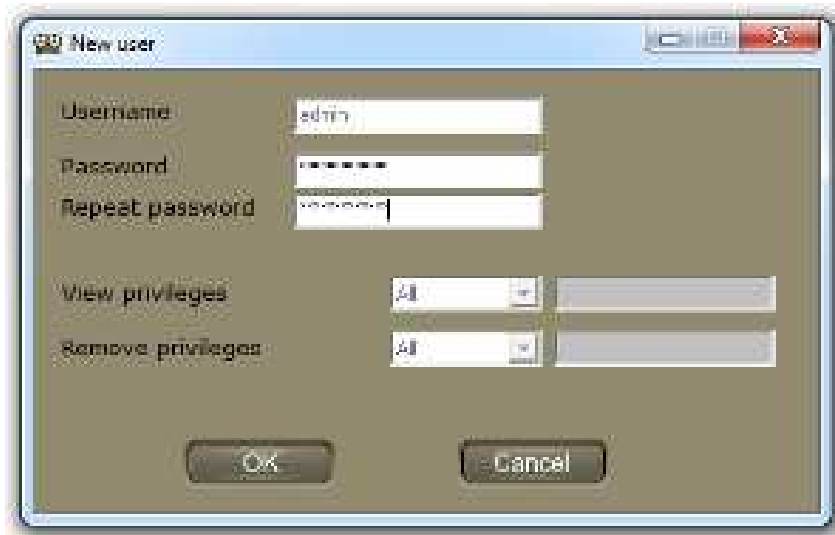 New user
Username admin
Password
Repeat password
View privileges All
Remove privileges All
OK Cancel